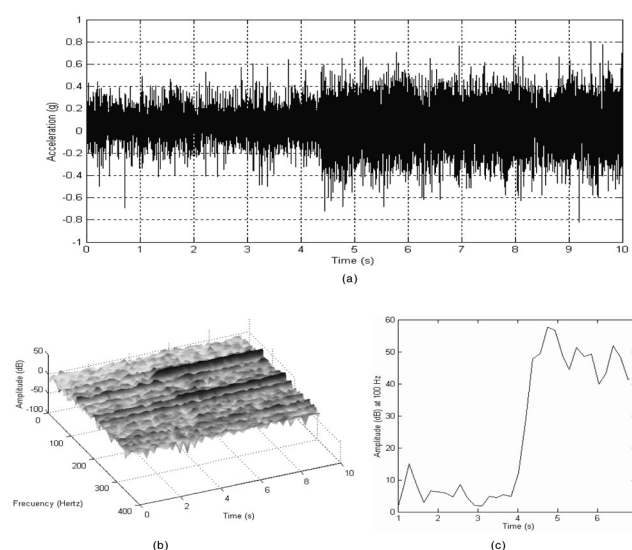 1
0.8
0.6
0.4
0.2
0
-0.2
-0.4
-0.6
-0.8
-1
Acceleration (g)
0 1 2 3 4 5 6 7 8 9 10
Time (s)
(a)
50
0
-50
-100
Amplitude (dB)
0
100
200
300
400
Frecuency (Hertz)
0 2 4 6 8 10
Time (s)
(b)
60
50
40
30
20
10
0
Amplitude (dB) at 100 Hz
1 2 3 4 5 6
Time (s)
(c)